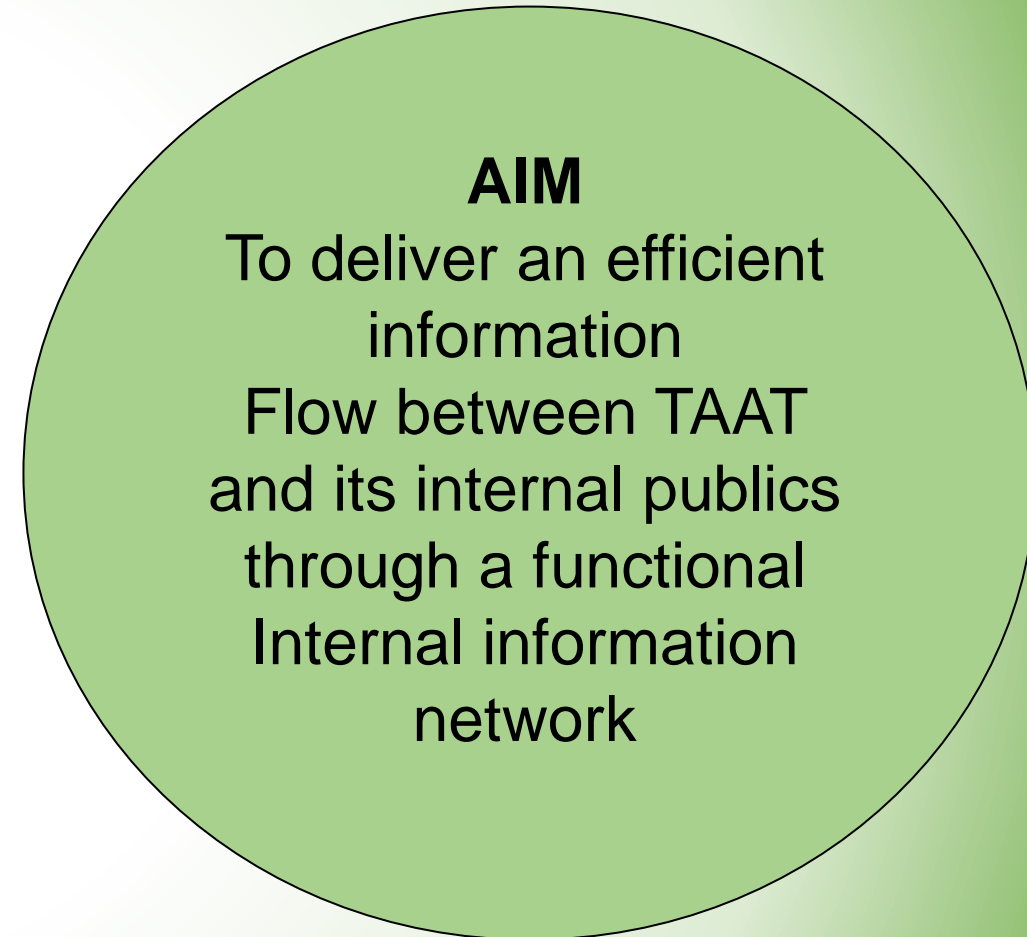 AIM
To deliver an efficient
information
Flow between TAAT
and its internal publics
through a functional
Internal information
network